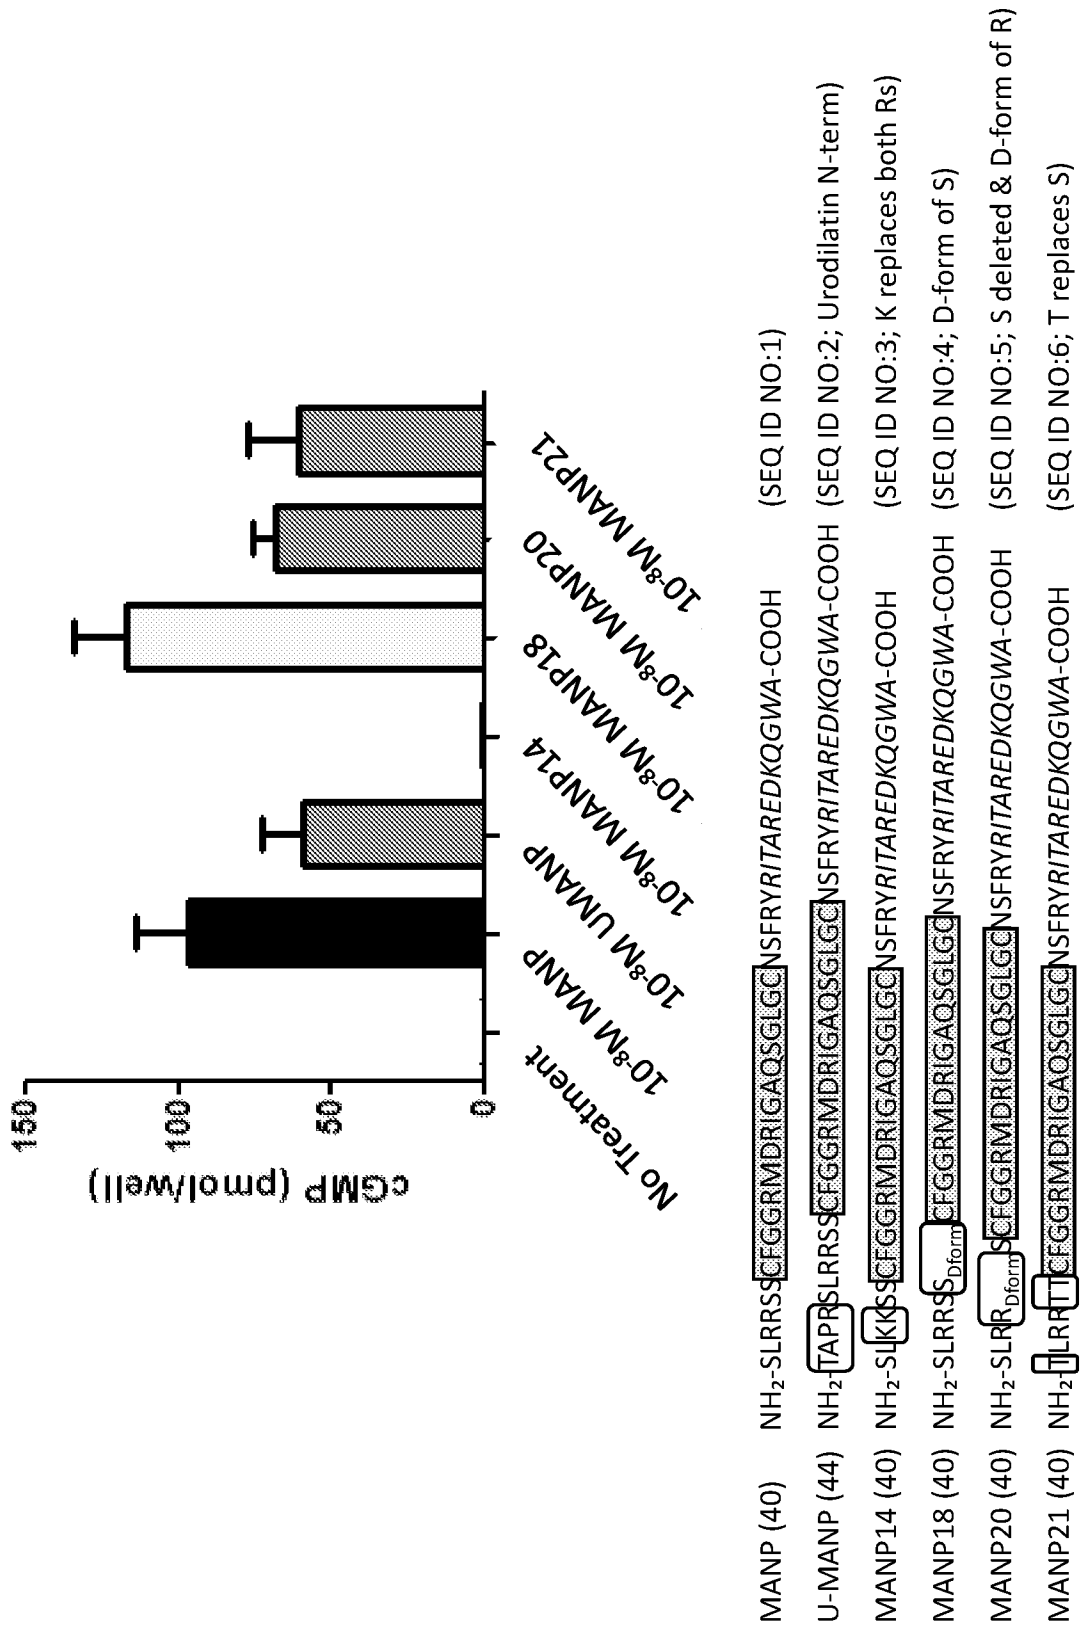 cGMP (pmol/well)
150
100
50
0
No Treatment
10-8M MANP
10-8M UMANP
10-8M MANP14
10-8M MANP18
10-8M MANP20
10-8M MANP21
MANP (40) NH2-SLRRSSCFGGRMDRIGAQSGLGCNSFRYRITAREDKQGWA-COOH (SEQ ID NO:1)
U-MANP (44) NH2-TAPRSLRRSSCFGGRMDRIGAQSGLGCNSFRYRITAREDKQGWA-COOH (SEQ ID NO:2; Urodilatin N-term)
MANP14 (40) NH2-SLKKSSCFGGRMDRIGAQSGLGCNSFRYRITAREDKQGWA-COOH (SEQ ID NO:3; K replaces both Rs)
MANP18 (40) NH2-SLRRSSDformCFGGRMDRIGAQSGLGCNSFRYRITAREDKQGWA-COOH (SEQ ID NO:4; D-form of S)
MANP20 (40) NH2-SLRRDformSCFGGRMDRIGAQSGLGCNSFRYRITAREDKQGWA-COOH (SEQ ID NO:5; S deleted & D-form of R)
MANP21 (40) NH2-TLRRTTCFGGRMDRIGAQSGLGCNSFRYRITAREDKQGWA-COOH (SEQ ID NO:6; T replaces S)